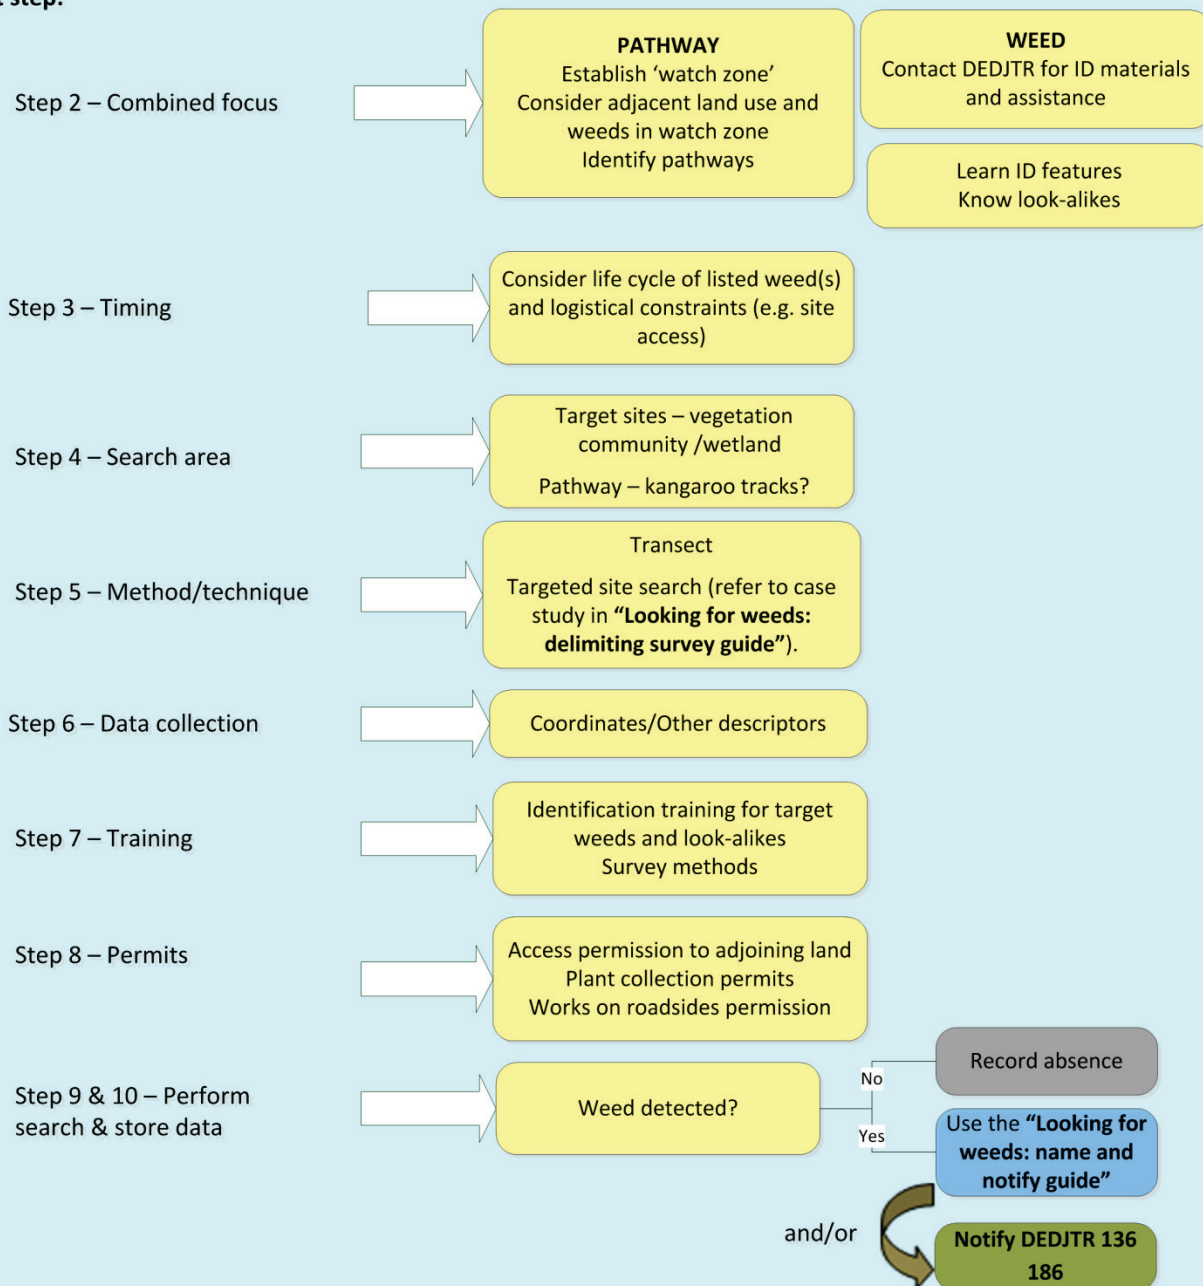 step.
Step 2 – Combined focus
PATHWAY
Establish ‘watch zone’
Consider adjacent land use and
weeds in watch zone
Identify pathways
WEED
Contact DEDJTR for ID materials
and assistance
Learn ID features
Know look-alikes
Step 3 – Timing
Consider life cycle of listed weed(s)
and logistical constraints (e.g. site
access)
Step 4 – Search area
Target sites – vegetation
community /wetland
Pathway – kangaroo tracks?
Step 5 – Method/technique
Transect
Targeted site search (refer to case
study in “Looking for weeds:
delimiting survey guide”).
Step 6 – Data collection
Coordinates/Other descriptors
Step 7 – Training
Identification training for target
weeds and look-alikes
Survey methods
Step 8 – Permits
Access permission to adjoining land
Plant collection permits
Works on roadsides permission
Step 9 & 10 – Perform
search & store data
Weed detected?
No
Record absence
Yes
Use the “Looking for
weeds: name and
notify guide”
and/or
Notify DEDJTR 136
186